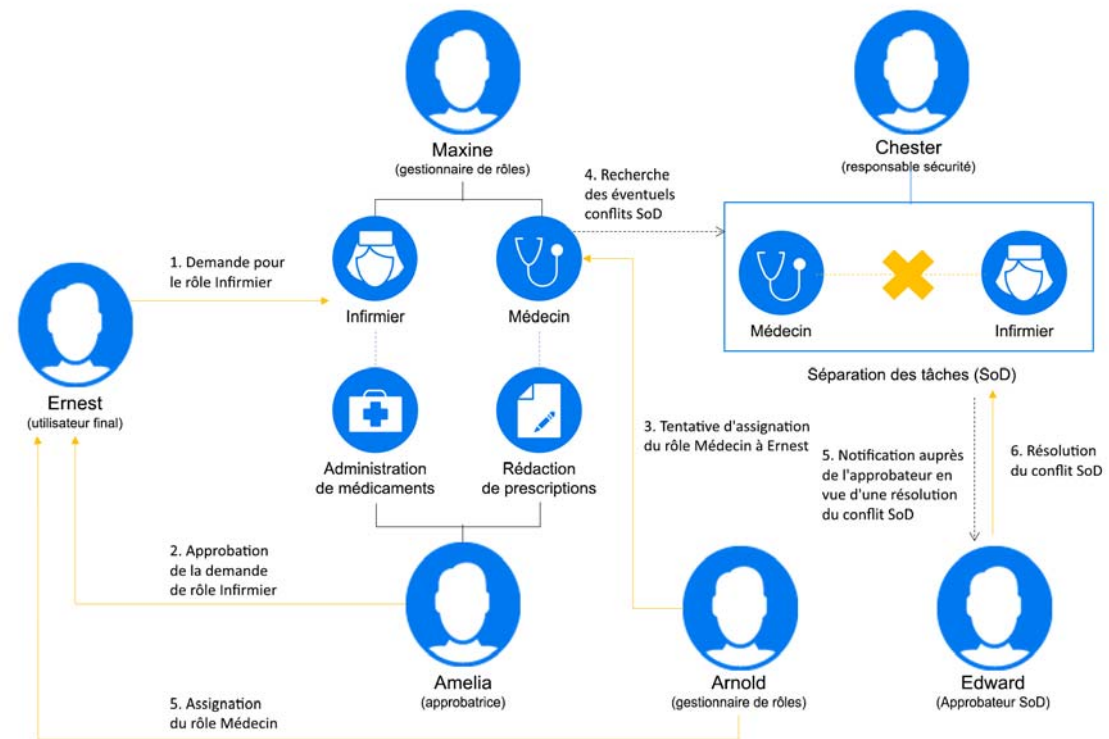 Maxine
(gestionnaire de rôles)
Chester
(responsable sécurité)
4. Recherche
des éventuels
conflits SoD
1. Demande pour
le rôle Infirmier
Infirmier
Médecin
Médecin
Infirmier
Séparation des tâches (SoD)
Ernest
(utilisateur final)
Administration
de médicaments
Rédaction
de prescriptions
3. Tentative d'assignation
du rôle Médecin à Ernest
5. Notification auprès
de l'approbateur en
vue d'une résolution
du conflit SoD
6. Résolution
du conflit SoD
2. Approbation
de la demande
de rôle Infirmier
Amelia
(approbatrice)
Arnold
(gestionnaire de rôles)
Edward
(Approbateur SoD)
5. Assignation
du rôle Médecin